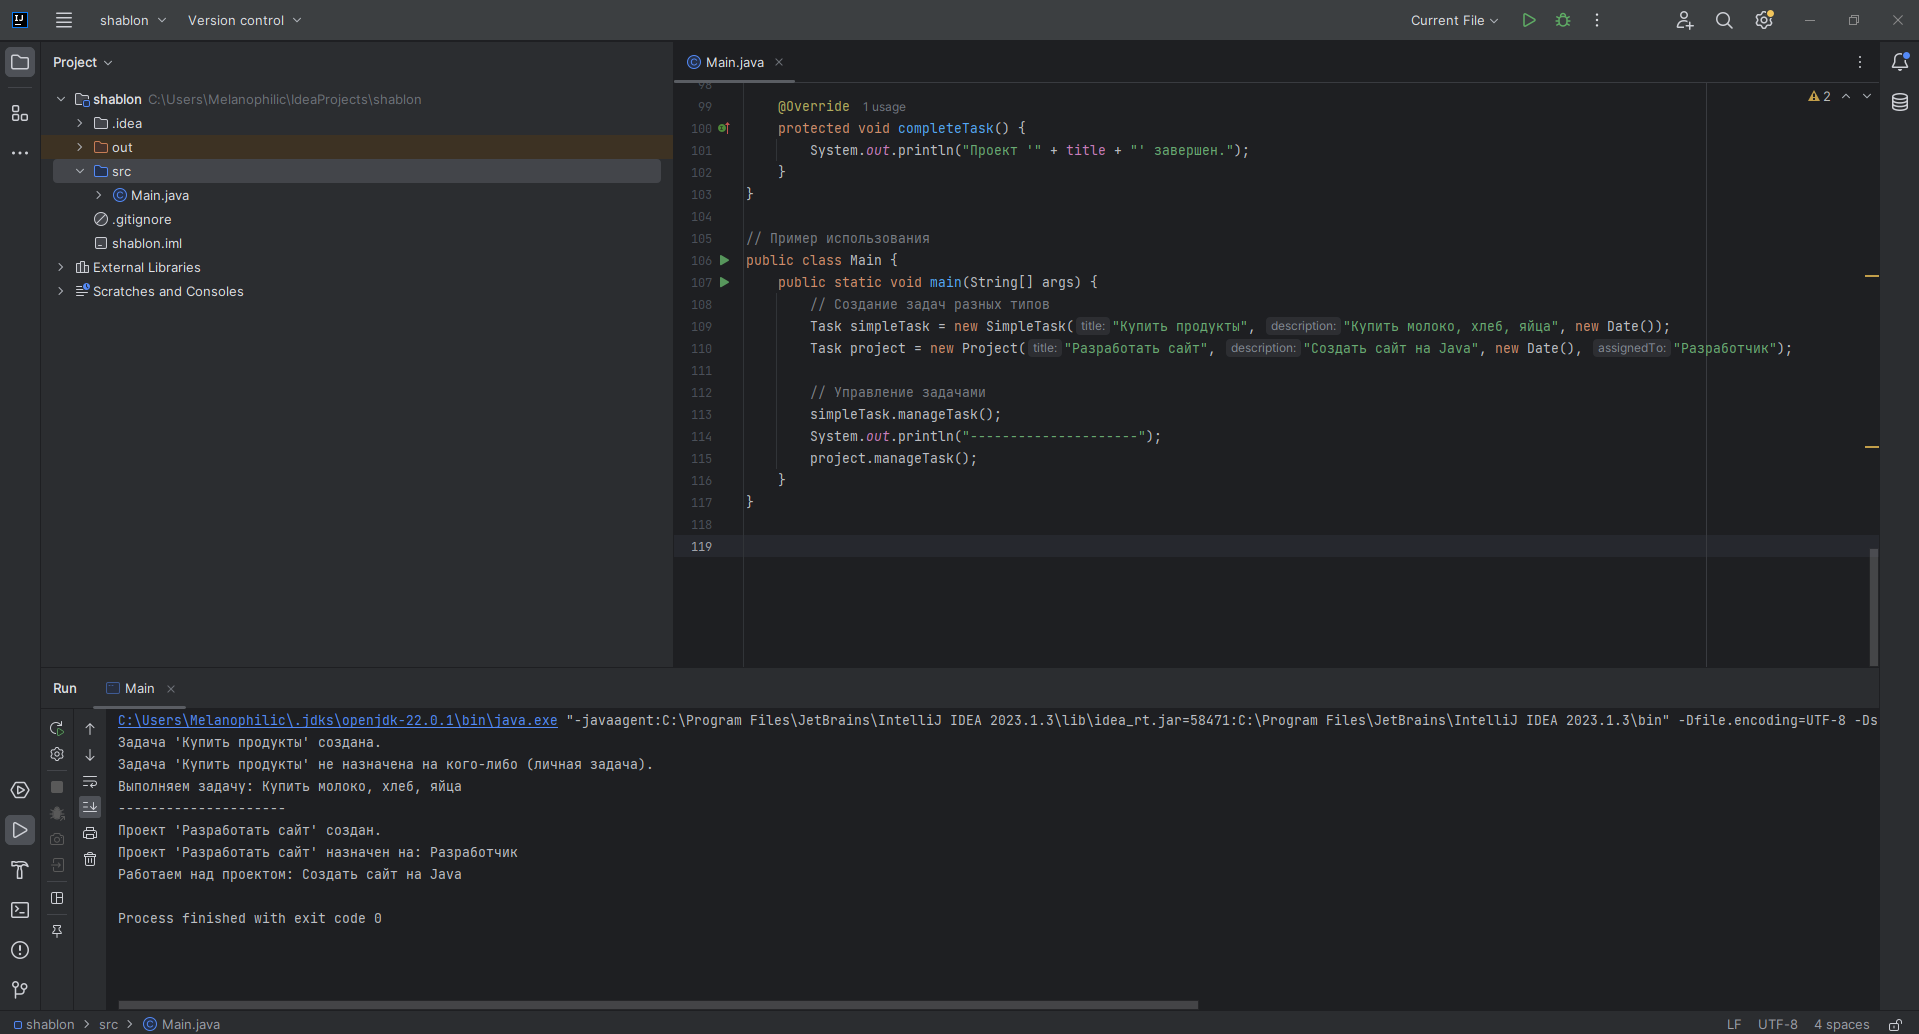 shablon
Version control
Current File
Project
Main.java
shablon C:\Users\Melanophilic\IdeaProjects\shablon
.idea
out
src
Main.java
.gitignore
shablon.iml
External Libraries
Scratches and Consoles
2
98
99 @Override 1 usage
100 protected void completeTask() {
101 System.out.println("Проект '" + title + "' завершен.");
102 }
103 }
104
105 // Пример использования
106 public class Main {
107 public static void main(String[] args) {
108 // Создание задач разных типов
109 Task simpleTask = new SimpleTask( title: "Купить продукты", description: "Купить молоко, хлеб, яйца", new Date());
110 Task project = new Project( title: "Разработать сайт", description: "Создать сайт на Java", new Date(), assignedTo: "Разработчик");
111
112 // Управление задачами
113 simpleTask.manageTask();
114 System.out.println("---------------------");
115 project.manageTask();
116 }
117 }
118
119
Run
Main
C:\Users\Melanophilic\.jdks\openjdk-22.0.1\bin\java.exe "-javaagent:C:\Program Files\JetBrains\IntelliJ IDEA 2023.1.3\lib\idea_rt.jar=58471:C:\Program Files\JetBrains\IntelliJ IDEA 2023.1.3\bin" -Dfile.encoding=UTF-8 -Ds
Задача 'Купить продукты' создана.
Задача 'Купить продукты' не назначена на кого-либо (личная задача).
Выполняем задачу: Купить молоко, хлеб, яйца
---------------------
Проект 'Разработать сайт' создан.
Проект 'Разработать сайт' назначен на: Разработчик
Работаем над проектом: Создать сайт на Java
Process finished with exit code 0
shablon > src > Main.java
LF UTF-8 4 spaces